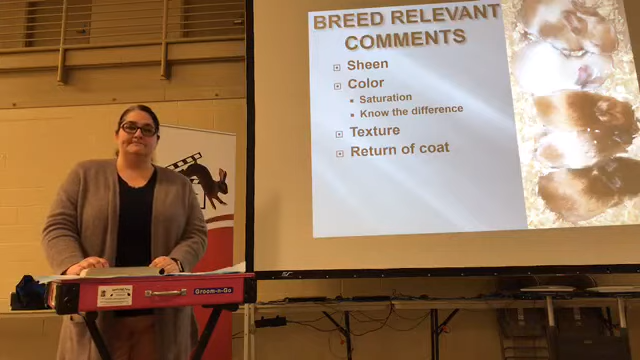 BREED RELEVANT
COMMENTS
Sheen
Color
Saturation
Know the difference
Texture
Return of coat
Groom-n-Go